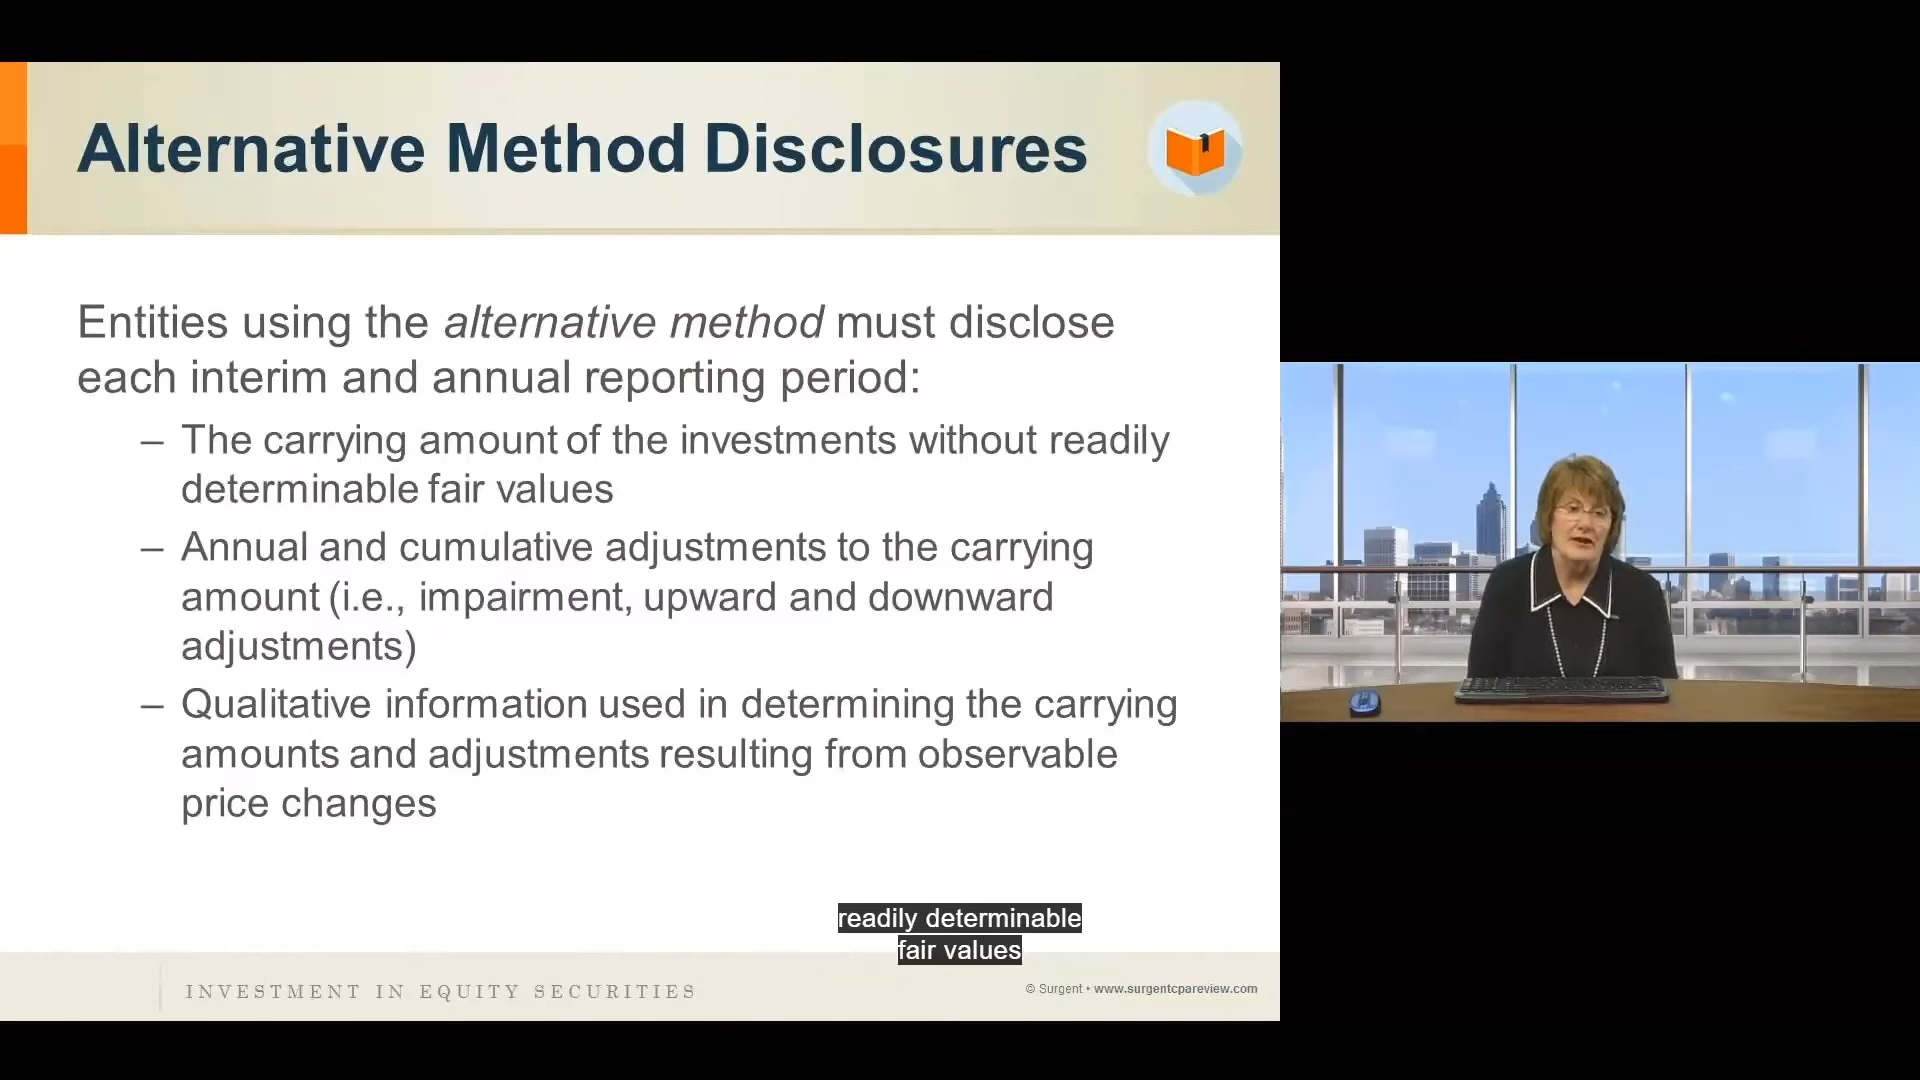 Alternative Method Disclosures
Entities using the alternative method must disclose
each interim and annual reporting period:
– The carrying amount of the investments without readily
determinable fair values
– Annual and cumulative adjustments to the carrying
amount (i.e., impairment, upward and downward
adjustments)
– Qualitative information used in determining the carrying
amounts and adjustments resulting from observable
price changes
readily determinable
fair values
INVESTMENT IN EQUITY SECURITIES
© Surgent • www.surgentcpareview.com